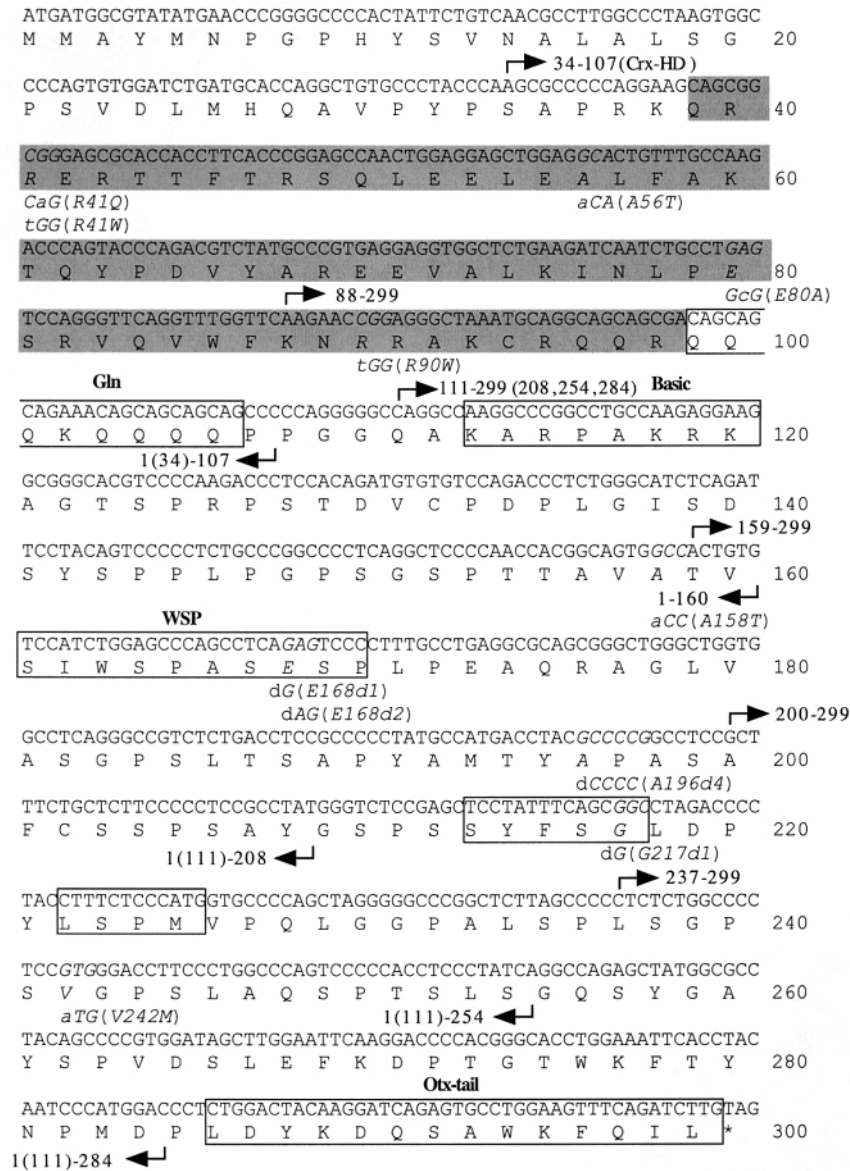 ATGATGGCGTATATGAACCCGGGGCCCCACTATTCTGTCAACGCCTTGGCCCTAAGTGGC
M M A Y M N P G P H Y S V N A L A L S G 20
34-107(Crx-HD)
CCCAGTGTGGATCTGATGCACCAGGCTGTGCCCTACCCAAGCGCCCCCAGGAAGCAGCGG
P S V D L M H Q A V P Y P S A P R K Q R 40
CGGGAGCGCACCACCTTCACCCGGAGCCAACTGGAGGAGCTGGAGGCACTGTTTGCCAAG
R E R T T F T R S Q L E E L E A L F A K 60
CaG(R41Q) aCA(A56T)
tGG(R41W)
ACCCAGTACCCAGACGTCTATGCCCGTGAGGAGGTGGCTCTGAAGATCAATCTGCCTGAG
T Q Y P D V Y A R E E V A L K I N L P E 80
88-299 GcG(E80A)
TCCAGGGTTCAGGTTTGGTTCAAGAACCGGAGGGCTAAATGCAGGCAGCAGCGACAGCAG
S R V Q V W F K N R R A K C R Q Q R Q Q 100
tGG(R90W)
Gln 111-299 (208,254,284) Basic
CAGAAACAGCAGCAGCAGCCCCCAGGGGGCCAGGCCAAGGCCCGGCCTGCCAAGAGGAAG
Q K Q Q Q Q P P G G Q A K A R P A K R K 120
1(34)-107
GCGGGCACGTCCCCAAGACCCTCCACAGATGTGTGTCCAGACCCTCTGGGCATCTCAGAT
A G T S P R P S T D V C P D P L G I S D 140
159-299
TCCTACAGTCCCCCTCTGCCCGGCCCCTCAGGCTCCCCAACCACGGCAGTGGCCACTGTG
S Y S P P L P G P S G S P T T A V A T V 160
1-160
WSP aCC(A158T)
TCCATCTGGAGCCCAGCCTCAGAGTCCCCTTTGCCTGAGGCGCAGCGGGCTGGGCTGGTG
S I W S P A S E S P L P E A Q R A G L V 180
dG(E168d1)
dAG(E168d2) 200-299
GCCTCAGGGCCGTCTCTGACCTCCGCCCCCTATGCCATGACCTACGCCCCGGCCTCCGCT
A S G P S L T S A P Y A M T Y A P A S A 200
dCCCC(A196d4)
TTCTGCTCTTCCCCCTCCGCCTATGGGTCTCCGAGCTCCTATTTCAGCGGCCTAGACCCC
F C S S P S A Y G S P S S Y F S G L D P 220
1(111)-208 dG(G217d1)
237-299
TACCTTTCTCCCATGGTGCCCCAGCTAGGGGGCCCGGCTCTTAGCCCCCTCTCTGGCCCC
Y L S P M V P Q L G G P A L S P L S G P 240
TCCGTGGGACCTTCCCTGGCCCAGTCCCCCACCTCCCTATCAGGCCAGAGCTATGGCGCC
S V G P S L A Q S P T S L S G Q S Y G A 260
aTG(V242M) 1(111)-254
TACAGCCCCGTGGATAGCTTGGAATTCAAGGACCCCACGGGCACCTGGAAATTCACCTAC
Y S P V D S L E F K D P T G T W K F T Y 280
Otx-tail
AATCCCATGGACCCTCTGGACTACAAGGATCAGAGTGCCTGGAAGTTTCAGATCTTGTAG
N P M D P L D Y K D Q S A W K F Q I L * 300
1(111)-284